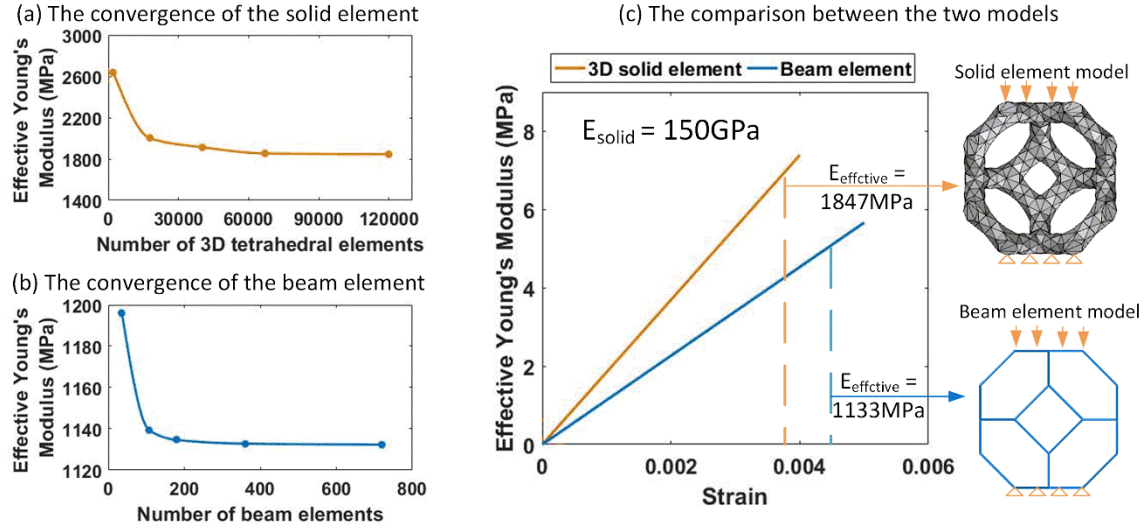 (a) The convergence of the solid element
Effective Young's
Modulus (MPa)
3000
2600
2200
1800
1400
0
30000
60000
90000
120000
Number of 3D tetrahedral elements
(b) The convergence of the beam element
Effective Young's
Modulus (MPa)
1200
1180
1160
1140
1120
0
200
400
600
800
Number of beam elements
(c) The comparison between the two models
3D solid element
Beam element
Effective Young's Modulus (MPa)
8
6
4
2
0
0
0.002
0.004
0.006
Strain
Esolid = 150GPa
Eeffctive =
1847MPa
Eeffctive =
1133MPa
Solid element model
Beam element model